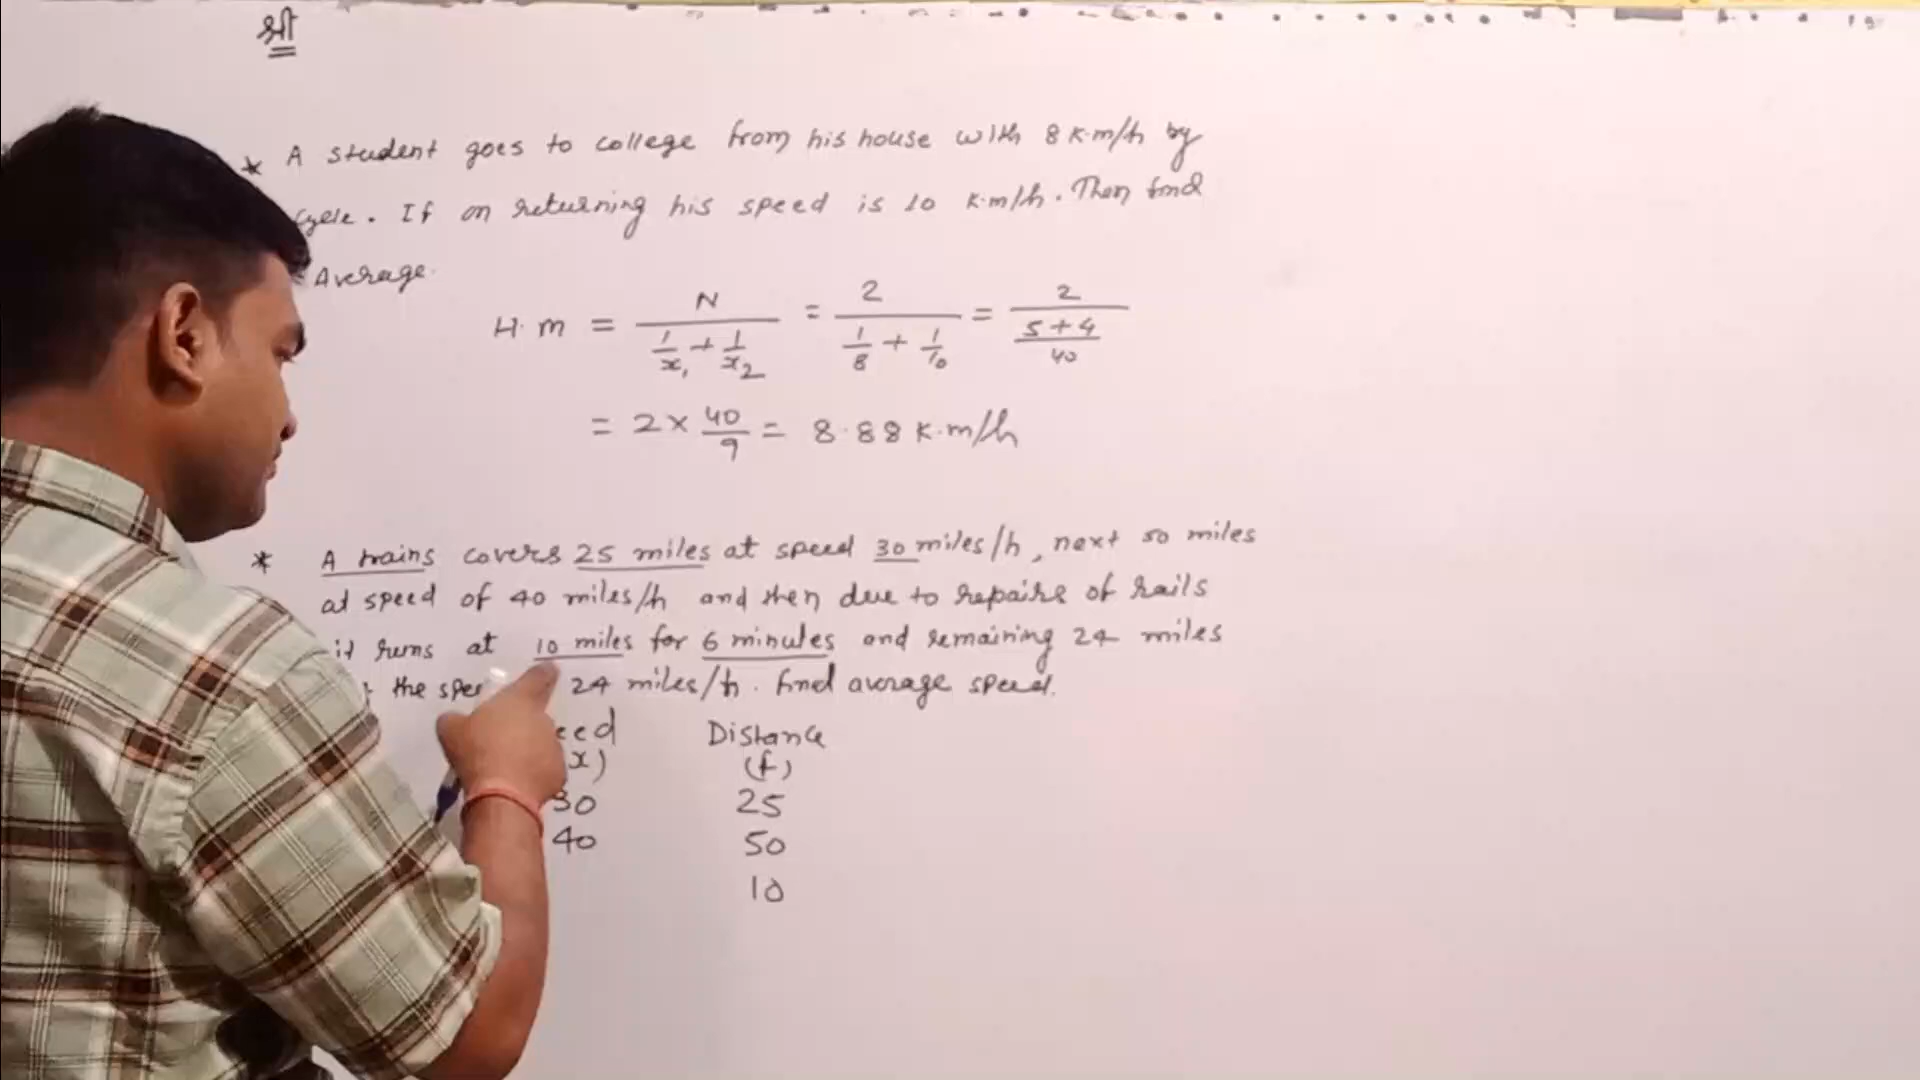 श्री
* A student goes to college from his house with 8 K.m/h by
cycle. If on returning his speed is 10 K.m/h. Then find
Average.
H.m = N / (1/x₁ + 1/x₂) = 2 / (1/8 + 1/10) = 2 / ((5+4)/40)
= 2 × 40/9 = 8.88 K.m/h
* A trains covers 25 miles at speed 30 miles/h, next 50 miles
at speed of 40 miles/h and then due to repairs of rails
it runs at 10 miles for 6 minutes and remaining 24 miles
the 24 miles/h. find average speed.
Distance
(x) (f)
30 25
40 50
10